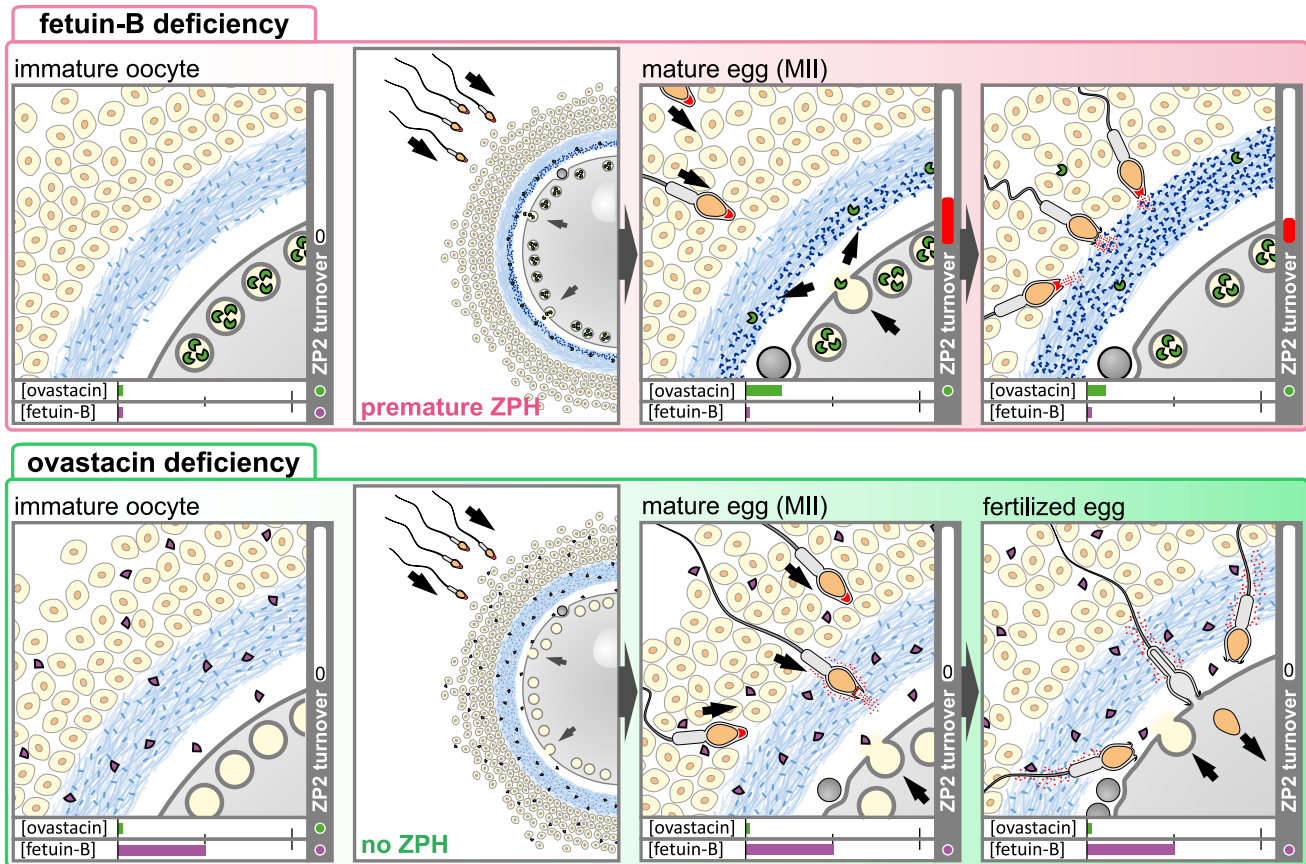 fetuin-B deficiency
immature oocyte
mature egg (MII)
0
ZP2 turnover
premature ZPH
ZP2 turnover
ZP2 turnover
[ovastacin]
[fetuin-B]
[ovastacin]
[fetuin-B]
[ovastacin]
[fetuin-B]
ovastacin deficiency
immature oocyte
mature egg (MII)
fertilized egg
0
ZP2 turnover
no ZPH
0
ZP2 turnover
0
ZP2 turnover
[ovastacin]
[fetuin-B]
[ovastacin]
[fetuin-B]
[ovastacin]
[fetuin-B]